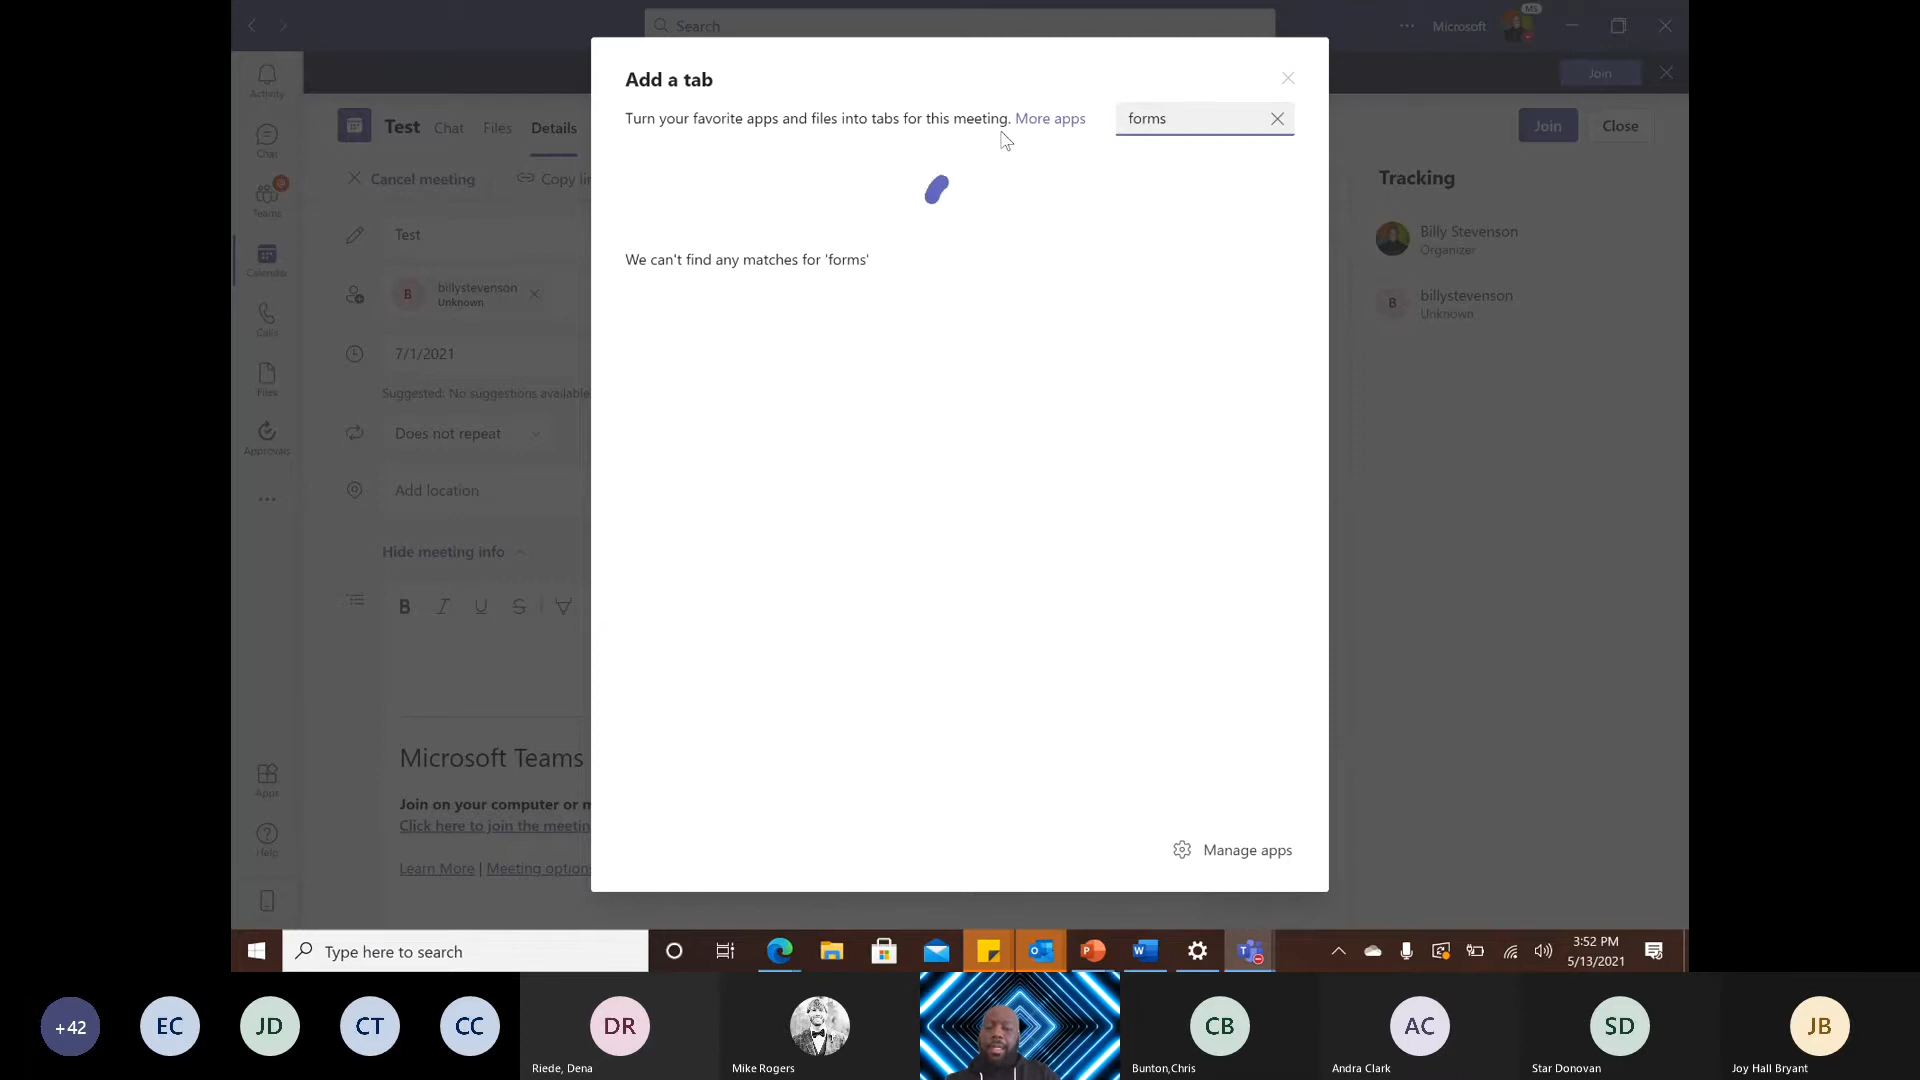 Search
Microsoft
MS
Join
Add a tab
Turn your favorite apps and files into tabs for this meeting. More apps
forms
We can't find any matches for 'forms'
Manage apps
Activity
Chat
Teams
Calendar
Calls
Files
Approvals
Apps
Help
Test
Chat
Files
Details
Join
Close
Cancel meeting
Copy lin
Test
B
billystevenson
Unknown
7/1/2021
Suggested: No suggestions available
Does not repeat
Add location
Hide meeting info
B I U S
Microsoft Teams
Join on your computer or m
Click here to join the meetin
Learn More | Meeting options
Tracking
Billy Stevenson
Organizer
B
billystevenson
Unknown
Type here to search
3:52 PM
5/13/2021
+42
EC
JD
CT
CC
DR
Riede, Dena
Mike Rogers
CB
Bunton,Chris
AC
Andra Clark
SD
Star Donovan
JB
Joy Hall Bryant